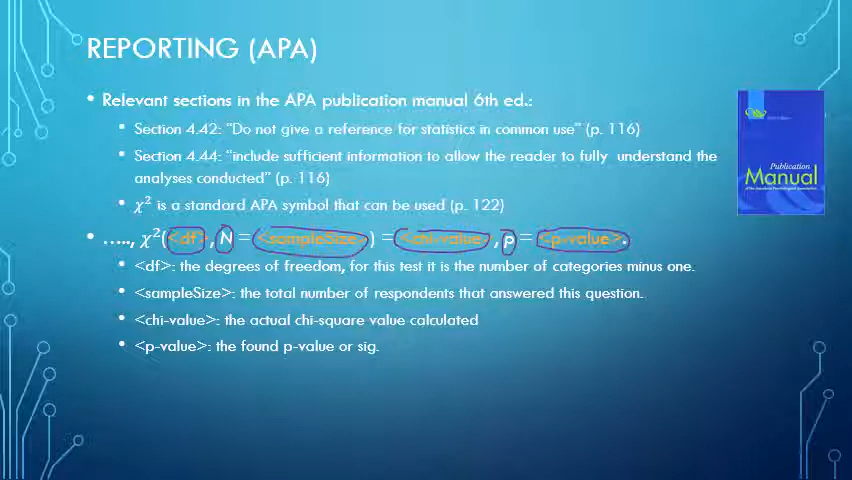 REPORTING (APA)
• Relevant sections in the APA publication manual 6th ed.:
• Section 4.42: "Do not give a reference for statistics in common use" (p. 116)
• Section 4.44: "include sufficient information to allow the reader to fully understand the
analyses conducted" (p. 116)
• χ² is a standard APA symbol that can be used (p. 122)
• ….., χ²(<df>, N = <sampleSize>) = <chi-value>, p = <p-value>.
• <df>: the degrees of freedom, for this test it is the number of categories minus one.
• <sampleSize>: the total number of respondents that answered this question.
• <chi-value>: the actual chi-square value calculated
• <p-value>: the found p-value or sig.
Publication
Manual
of the American Psychological Association